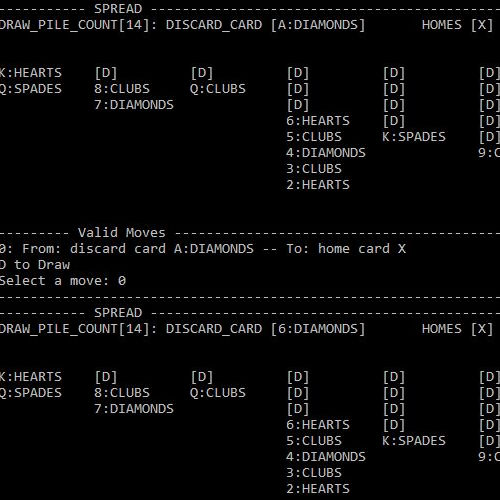 ----------- SPREAD ---------------------------------------------
DRAW_PILE_COUNT[14]: DISCARD_CARD [A:DIAMONDS]       HOMES [X]
K:HEARTS    [D]         [D]         [D]         [D]         [D]
Q:SPADES    8:CLUBS     Q:CLUBS     [D]         [D]         [D]
            7:DIAMONDS              [D]         [D]         [D]
                                    6:HEARTS    [D]         [D]
                                    5:CLUBS     K:SPADES    [D]
                                    4:DIAMONDS              9:C
                                    3:CLUBS
                                    2:HEARTS
--------- Valid Moves ------------------------------------------
0: From: discard card A:DIAMONDS -- To: home card X
D to Draw
Select a move: 0
----------------------------------------------------------------
----------- SPREAD ---------------------------------------------
DRAW_PILE_COUNT[14]: DISCARD_CARD [6:DIAMONDS]       HOMES [X]
K:HEARTS    [D]         [D]         [D]         [D]         [D]
Q:SPADES    8:CLUBS     Q:CLUBS     [D]         [D]         [D]
            7:DIAMONDS              [D]         [D]         [D]
                                    6:HEARTS    [D]         [D]
                                    5:CLUBS     K:SPADES    [D]
                                    4:DIAMONDS              9:C
                                    3:CLUBS
                                    2:HEARTS